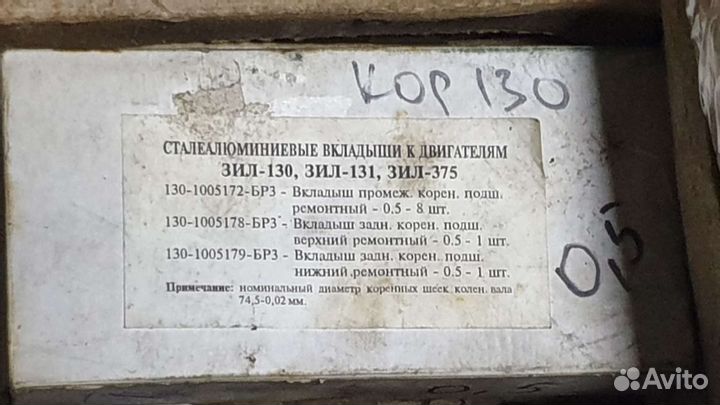 КОР 130
СТАЛЕАЛЮМИНИЕВЫЕ ВКЛАДЫШИ К ДВИГАТЕЛЯМ
ЗИЛ-130, ЗИЛ-131, ЗИЛ-375
130-1005172-БР3 - Вкладыш промеж. корен. подш.
ремонтный - 0.5 - 8 шт.
130-1005178-БР3 - Вкладыш задн. корен. подш.
верхний ремонтный - 0.5 - 1 шт.
130-1005179-БР3 - Вкладыш задн. корен. подш.
нижний ремонтный - 0.5 - 1 шт.
Примечание: номинальный диаметр коренных шеек колен. вала
74,5-0,02 мм.
0,5
Avito